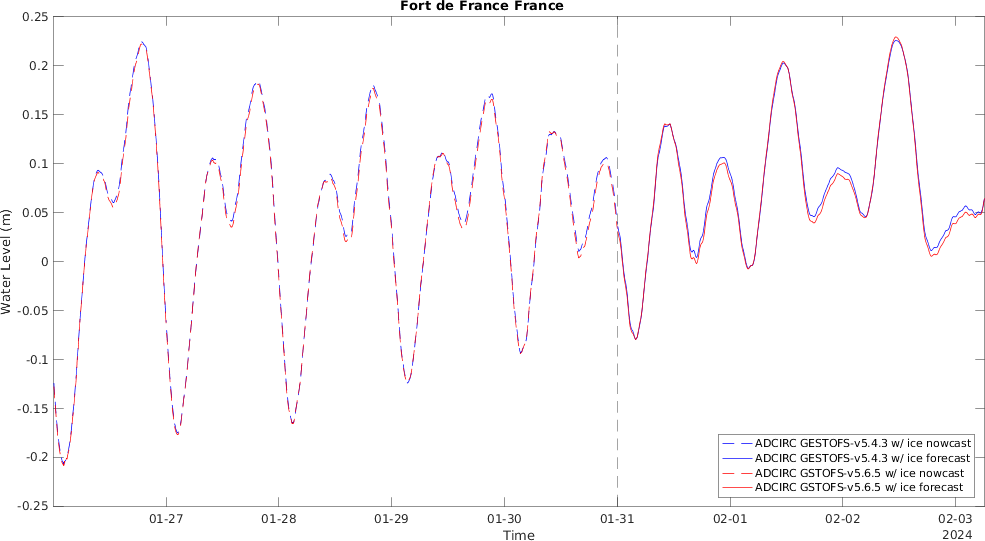 Fort de France France
0.25
0.2
0.15
0.1
0.05
0
-0.05
-0.1
-0.15
-0.2
-0.25
Water Level (m)
ADCIRC GESTOFS-v5.4.3 w/ ice nowcast
ADCIRC GESTOFS-v5.4.3 w/ ice forecast
ADCIRC GSTOFS-v5.6.5 w/ ice nowcast
ADCIRC GSTOFS-v5.6.5 w/ ice forecast
01-27 01-28 01-29 01-30 01-31 02-01 02-02 02-03
Time 2024